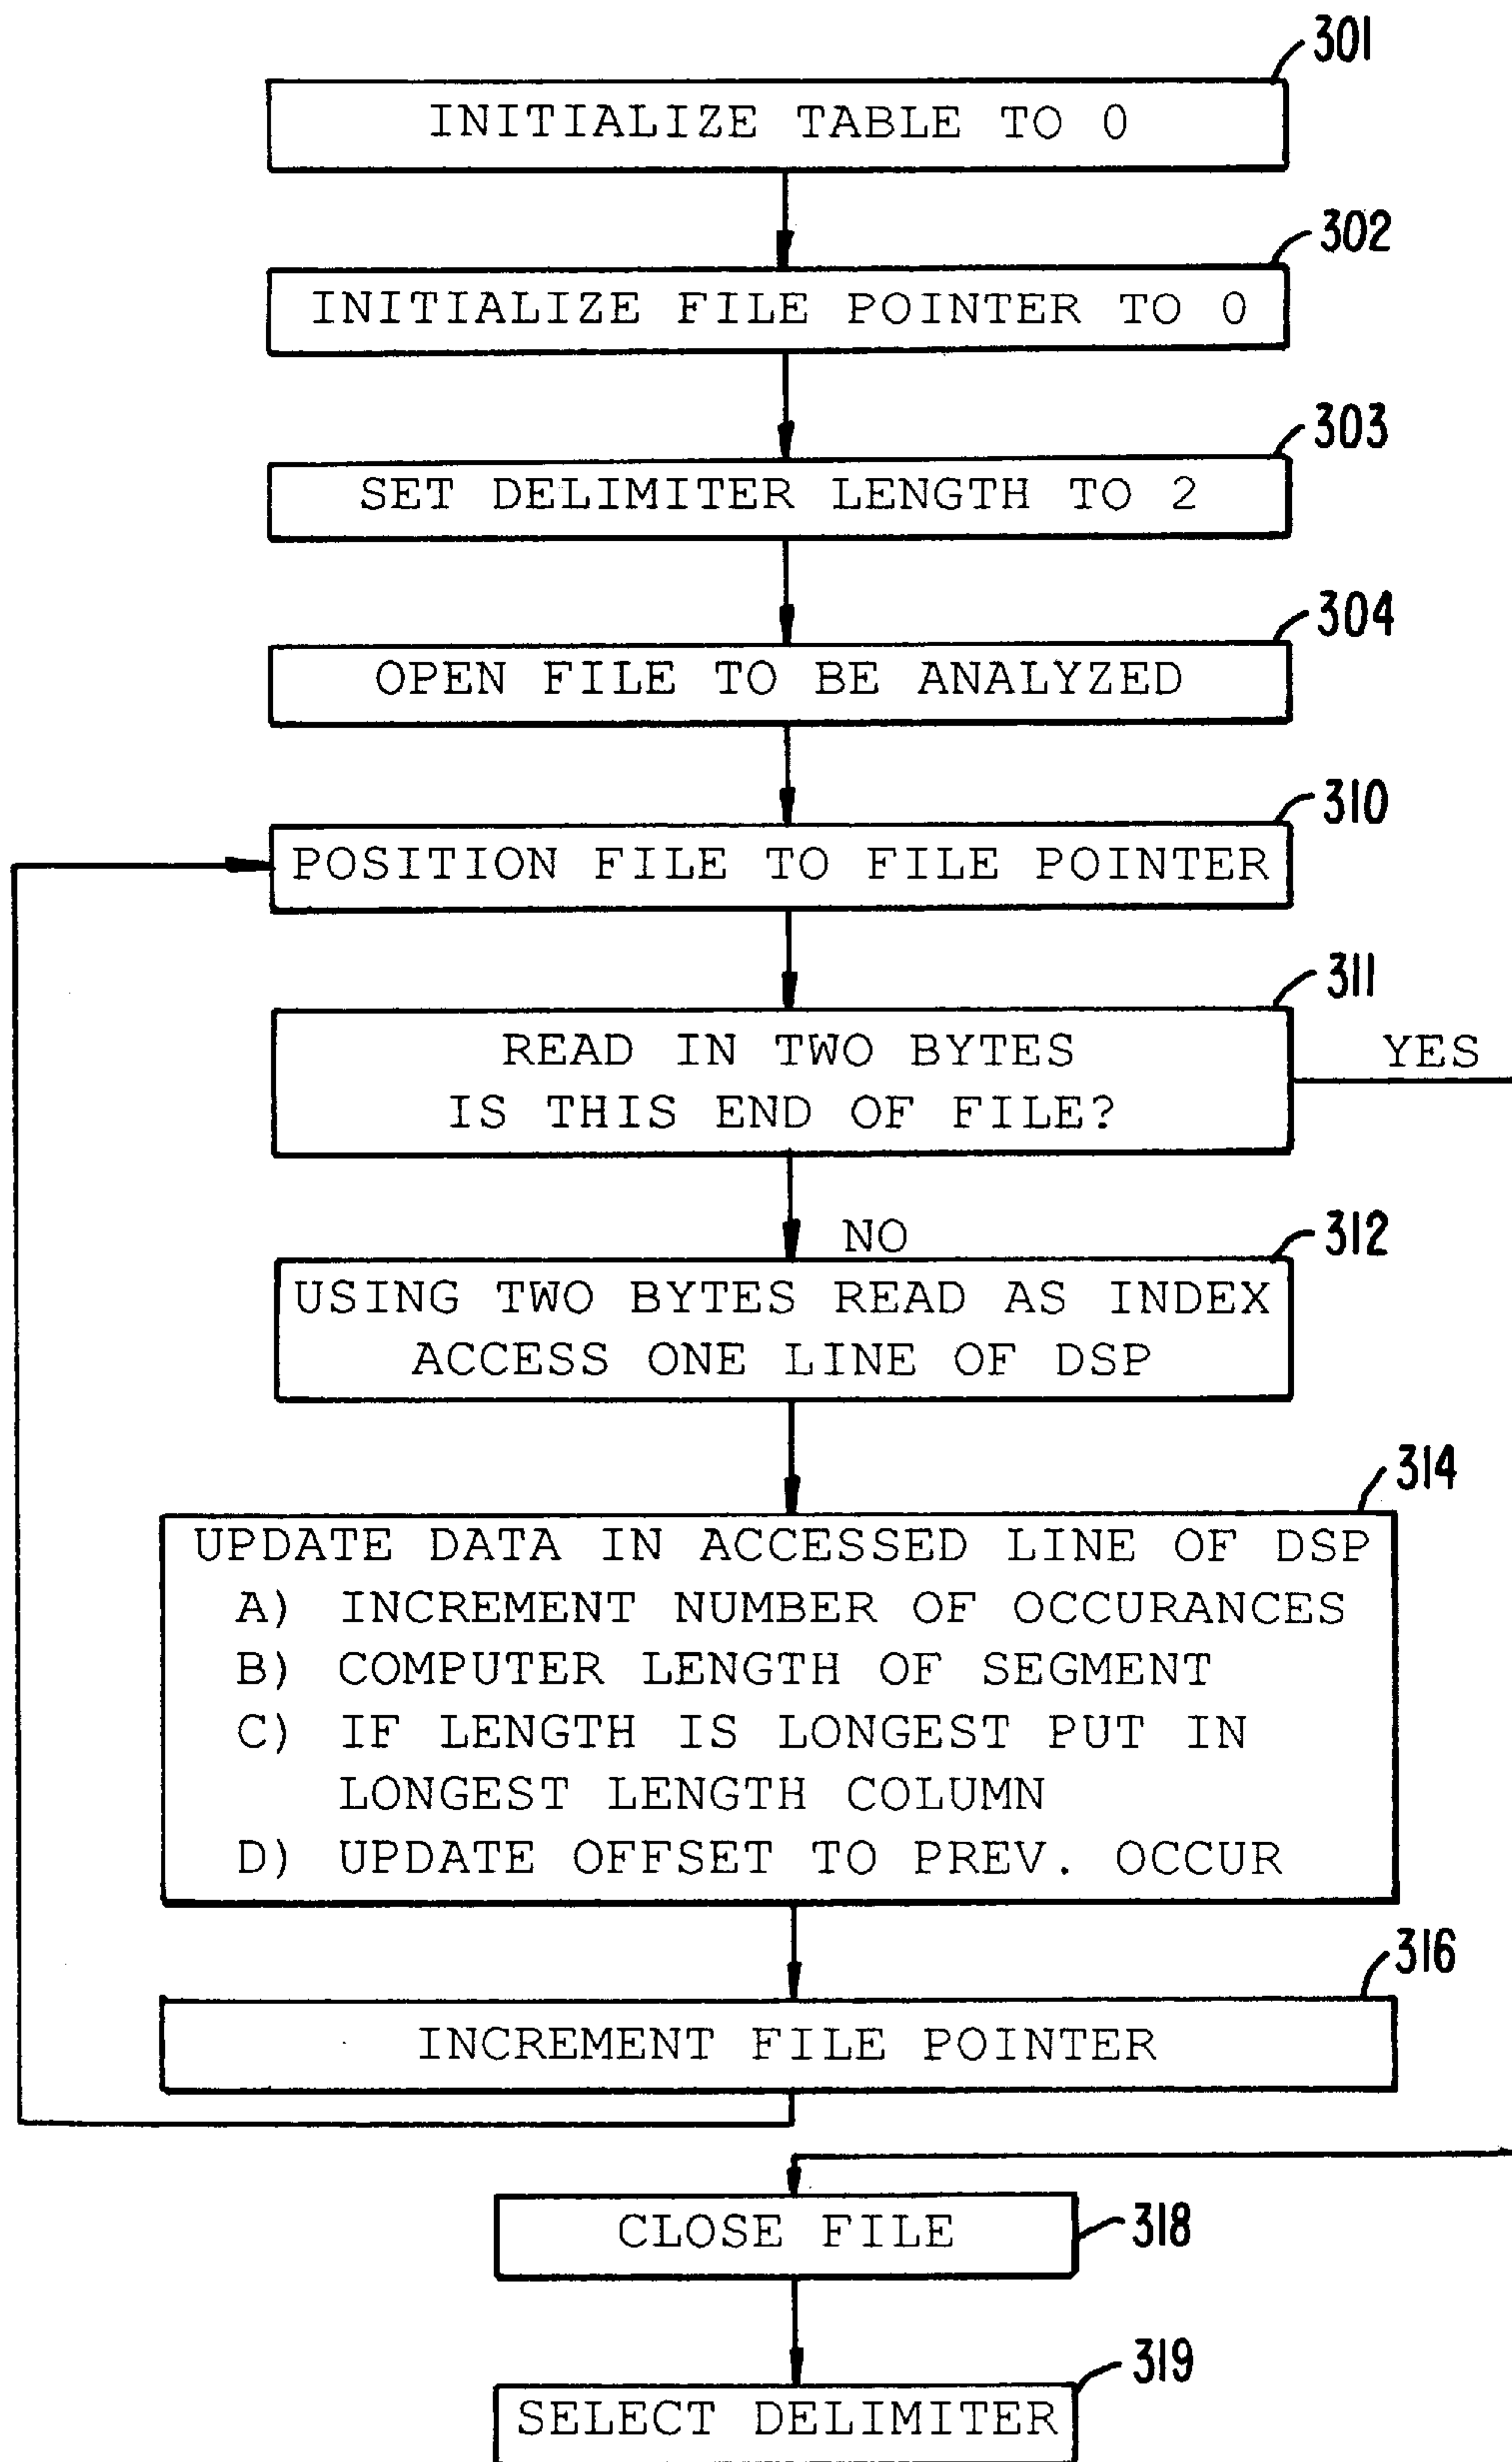 301
INITIALIZE TABLE TO 0
302
INITIALIZE FILE POINTER TO 0
303
SET DELIMITER LENGTH TO 2
304
OPEN FILE TO BE ANALYZED
310
POSITION FILE TO FILE POINTER
311
READ IN TWO BYTES
YES
IS THIS END OF FILE?
NO
312
USING TWO BYTES READ AS INDEX
ACCESS ONE LINE OF DSP
314
UPDATE DATA IN ACCESSED LINE OF DSP
A) INCREMENT NUMBER OF OCCURANCES
B) COMPUTER LENGTH OF SEGMENT
C) IF LENGTH IS LONGEST PUT IN
LONGEST LENGTH COLUMN
D) UPDATE OFFSET TO PREV. OCCUR
316
INCREMENT FILE POINTER
CLOSE FILE
318
319
SELECT DELIMITER